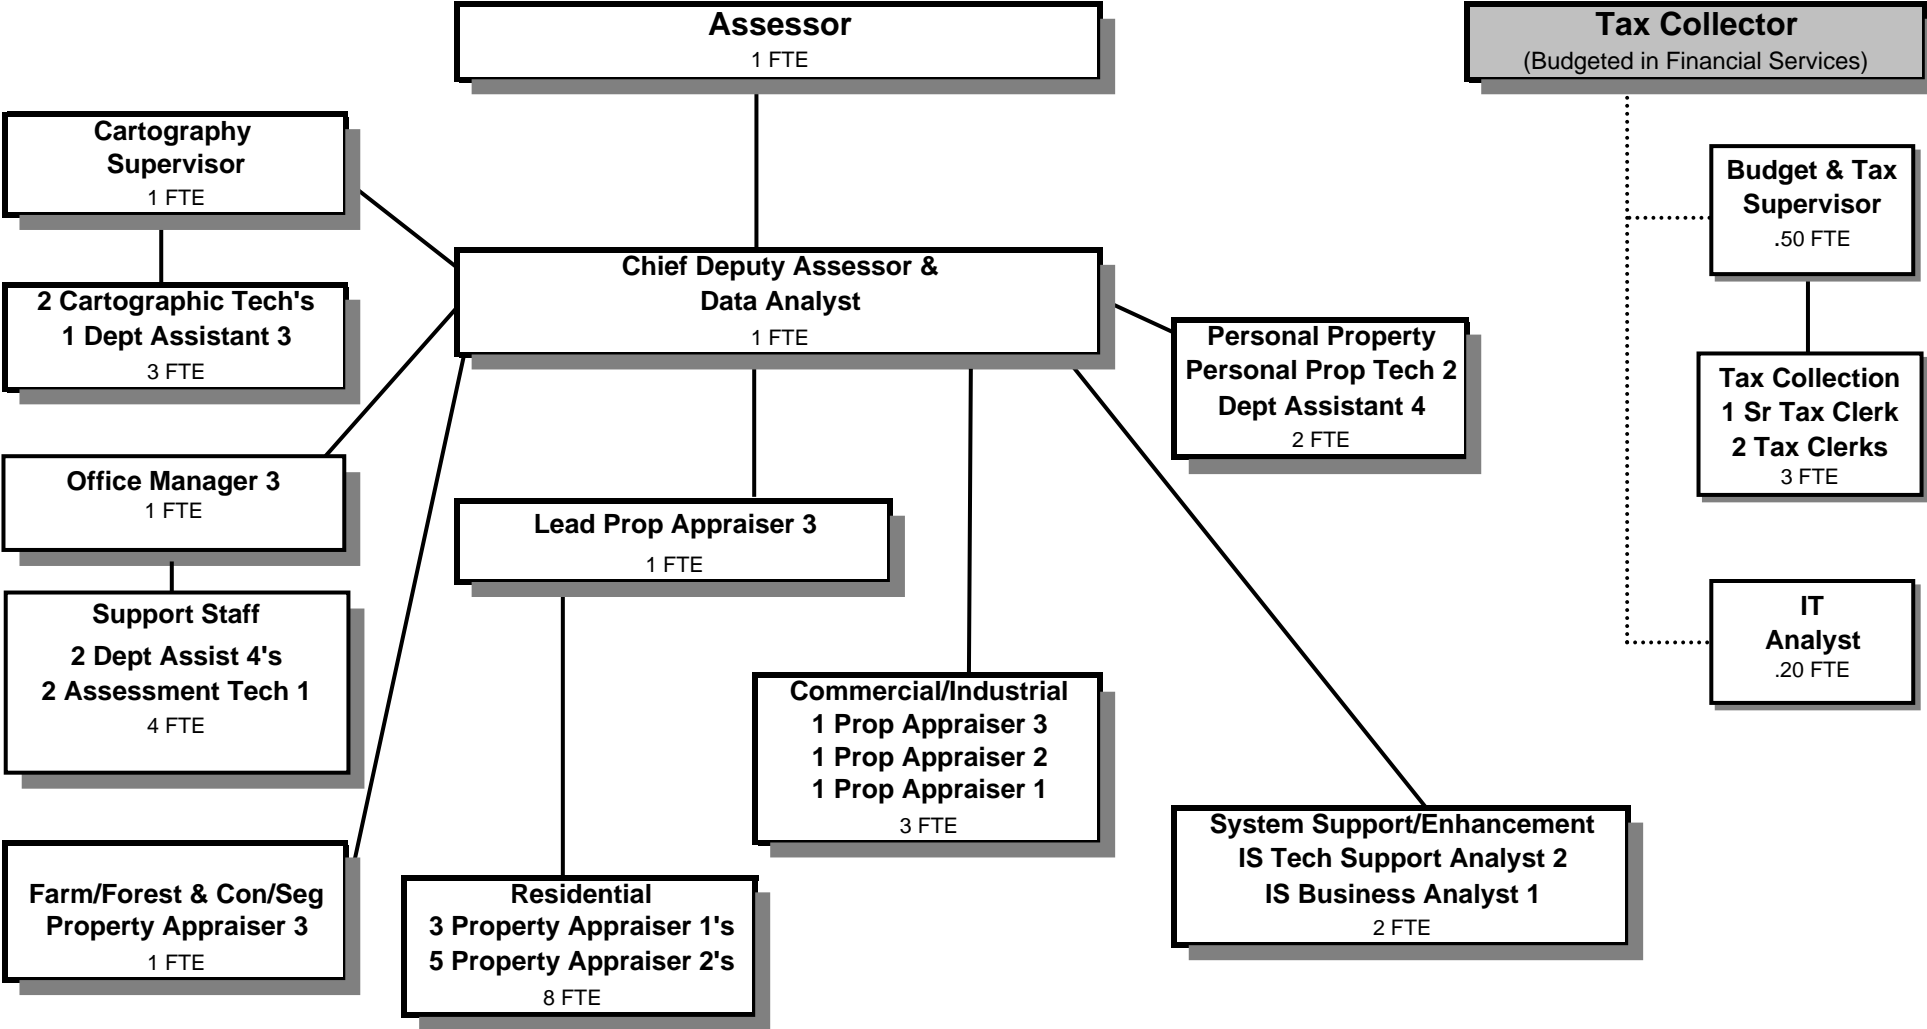 Assessor
1 FTE
Tax Collector
(Budgeted in Financial Services)
Cartography
Supervisor
1 FTE
2 Cartographic Tech's
1 Dept Assistant 3
3 FTE
Office Manager 3
1 FTE
Support Staff
2 Dept Assist 4's
2 Assessment Tech 1
4 FTE
Farm/Forest & Con/Seg
Property Appraiser 3
1 FTE
Chief Deputy Assessor &
Data Analyst
1 FTE
Lead Prop Appraiser 3
1 FTE
Residential
3 Property Appraiser 1's
5 Property Appraiser 2's
8 FTE
Commercial/Industrial
1 Prop Appraiser 3
1 Prop Appraiser 2
1 Prop Appraiser 1
3 FTE
Personal Property
Personal Prop Tech 2
Dept Assistant 4
2 FTE
System Support/Enhancement
IS Tech Support Analyst 2
IS Business Analyst 1
2 FTE
Budget & Tax
Supervisor
.50 FTE
Tax Collection
1 Sr Tax Clerk
2 Tax Clerks
3 FTE
IT
Analyst
.20 FTE